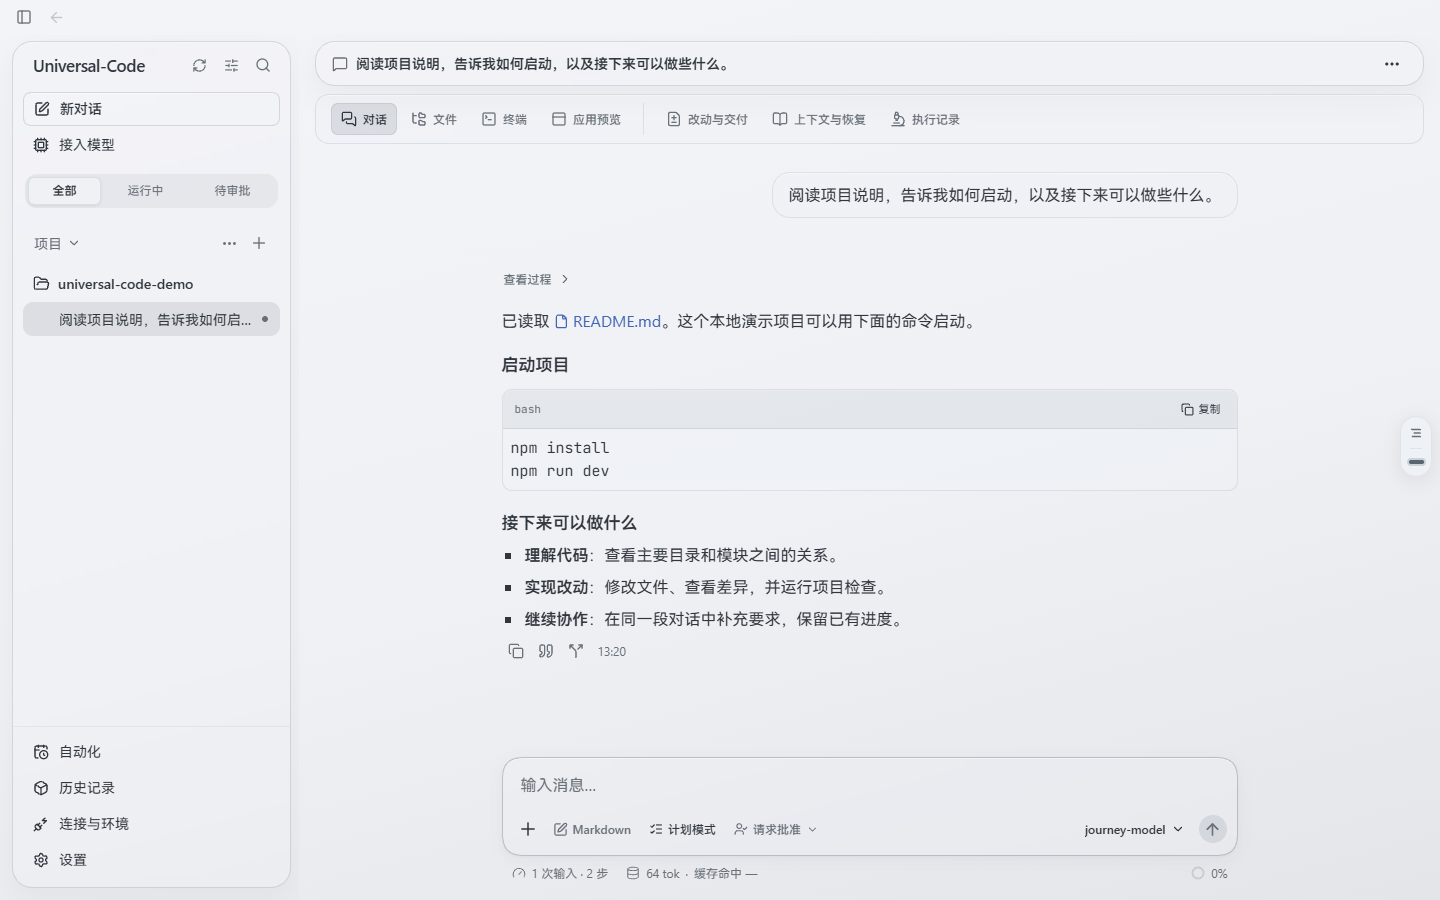 Universal-Code
新对话
接入模型
全部
运行中
待审批
项目
universal-code-demo
阅读项目说明，告诉我如何启...
自动化
历史记录
连接与环境
设置
阅读项目说明，告诉我如何启动，以及接下来可以做些什么。
对话
文件
终端
应用预览
改动与交付
上下文与恢复
执行记录
阅读项目说明，告诉我如何启动，以及接下来可以做些什么。
查看过程
已读取 README.md。这个本地演示项目可以用下面的命令启动。
启动项目
bash
复制
npm install
npm run dev
接下来可以做什么
理解代码：查看主要目录和模块之间的关系。
实现改动：修改文件、查看差异，并运行项目检查。
继续协作：在同一段对话中补充要求，保留已有进度。
13:20
输入消息...
Markdown
计划模式
请求批准
journey-model
1 次输入 · 2 步
64 tok · 缓存命中 —
0%